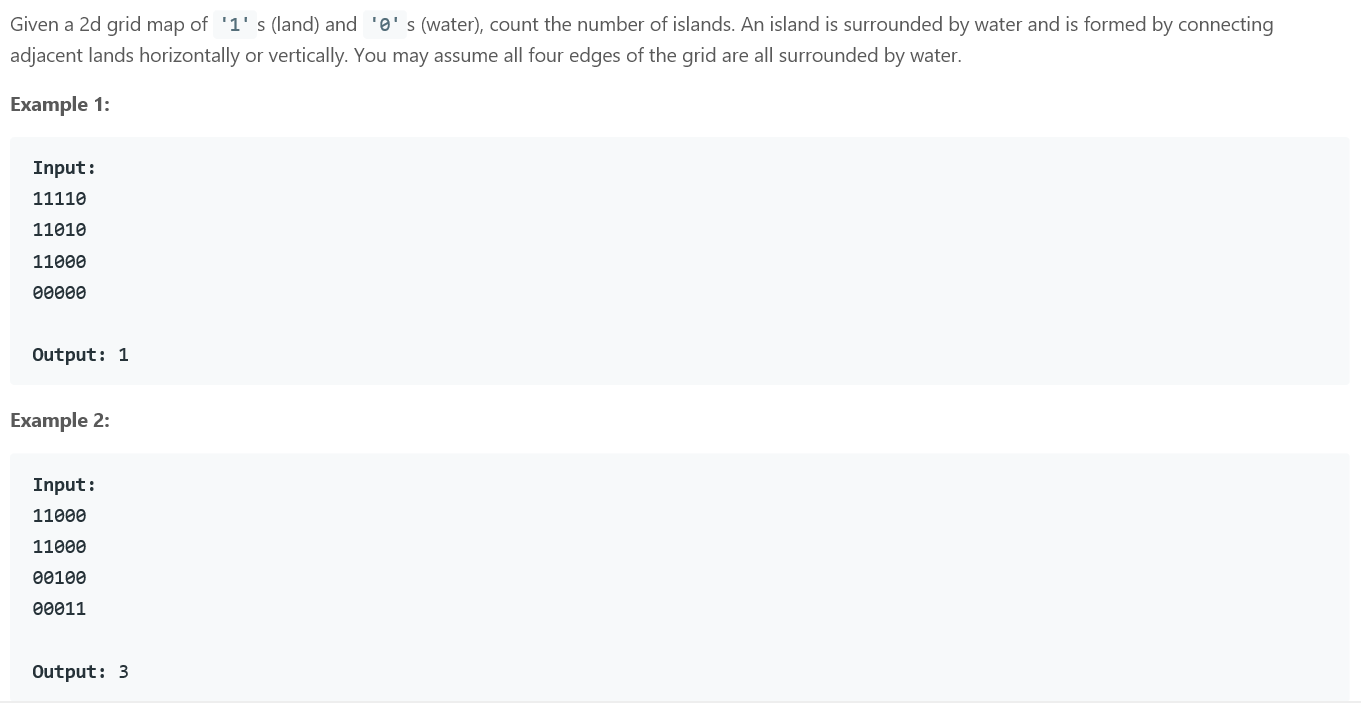 Given a 2d grid map of '1' s (land) and '0' s (water), count the number of islands. An island is surrounded by water and is formed by connecting
adjacent lands horizontally or vertically. You may assume all four edges of the grid are all surrounded by water.
Example 1:
Input:
11110
11010
11000
00000
Output: 1
Example 2:
Input:
11000
11000
00100
00011
Output: 3